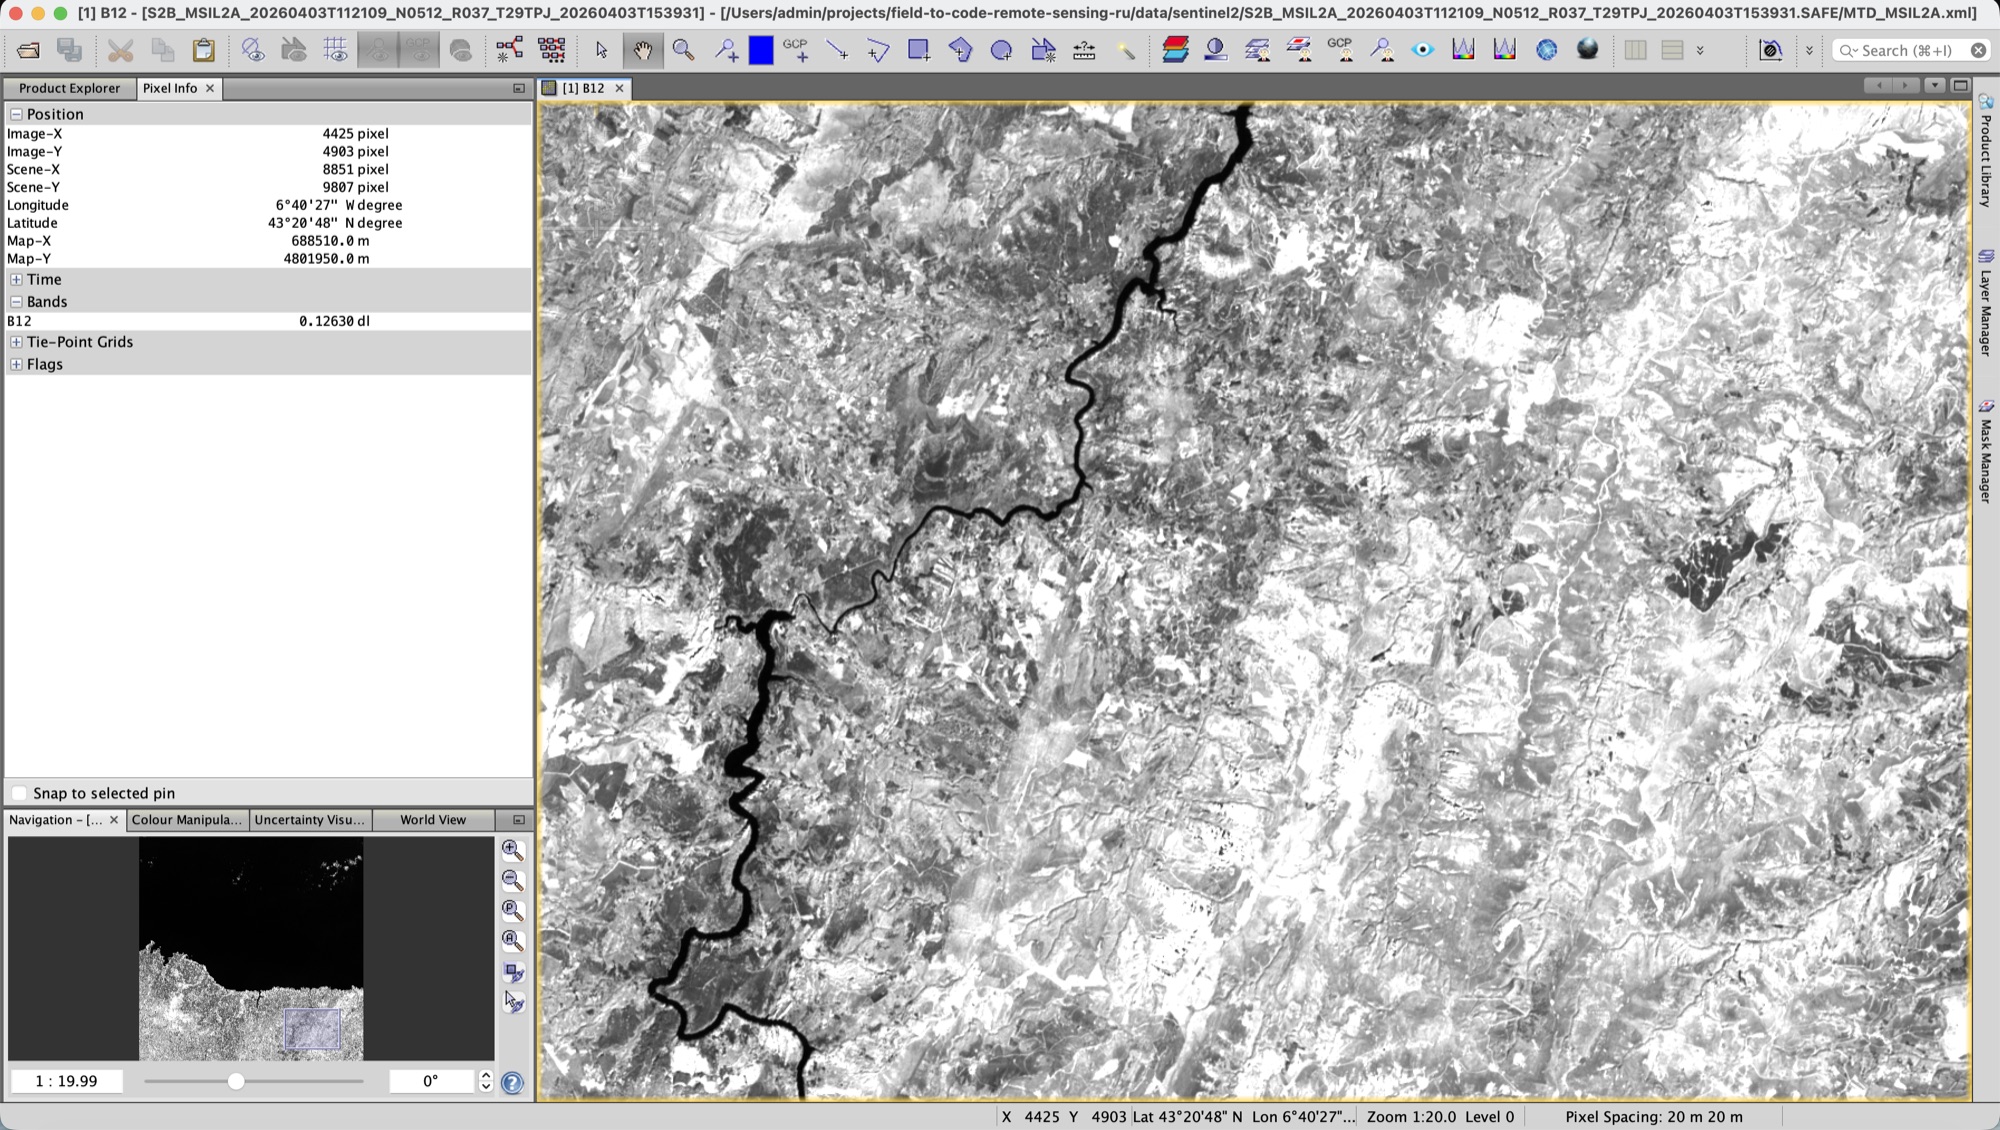 [1] B12 - [S2B_MSIL2A_20260403T112109_N0512_R037_T29TPJ_20260403T153931] - [/Users/admin/projects/field-to-code-remote-sensing-ru/data/sentinel2/S2B_MSIL2A_20260403T112109_N0512_R037_T29TPJ_20260403T153931.SAFE/MTD_MSIL2A.xml]
GCP GCP GCP Search (⌘+I)
Product Explorer Pixel Info
[1] B12
Position
Image-X 4425 pixel
Image-Y 4903 pixel
Scene-X 8851 pixel
Scene-Y 9807 pixel
Longitude 6°40'27" W degree
Latitude 43°20'48" N degree
Map-X 688510.0 m
Map-Y 4801950.0 m
Time
Bands
B12 0.12630 dl
Tie-Point Grids
Flags
Snap to selected pin
Navigation - [... Colour Manipula... Uncertainty Visu... World View
1 : 19.99 0°
Product Library
Layer Manager
Mask Manager
X 4425 Y 4903 Lat 43°20'48" N Lon 6°40'27"... Zoom 1:20.0 Level 0 Pixel Spacing: 20 m 20 m